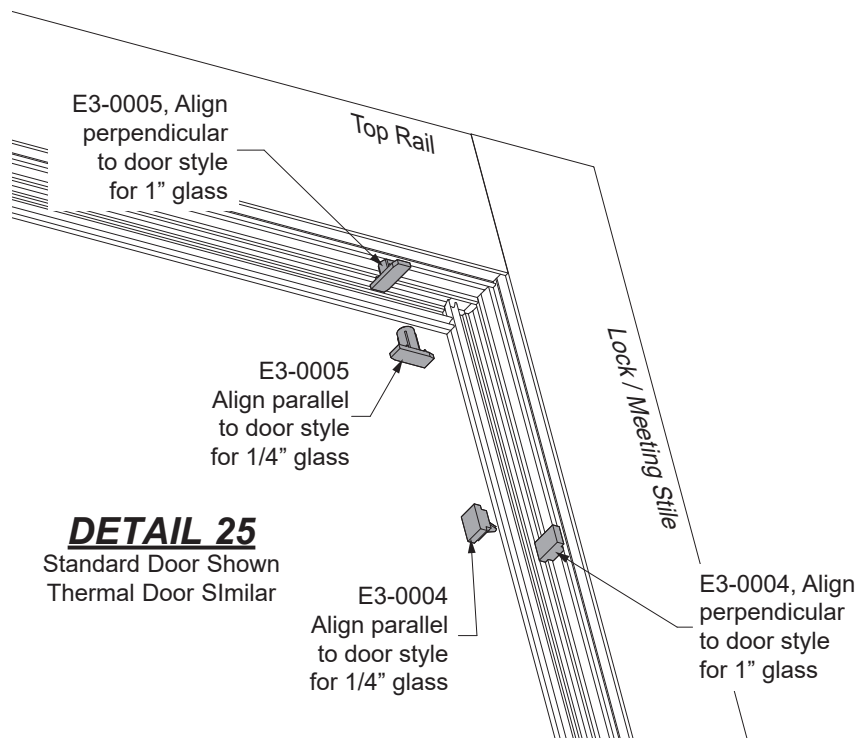 E3-0005, Align
perpendicular
to door style
for 1” glass
Top Rail
E3-0005
Align parallel
to door style
for 1/4” glass
Lock / Meeting Stile
DETAIL 25
Standard Door Shown
Thermal Door SImilar
E3-0004
Align parallel
to door style
for 1/4” glass
E3-0004, Align
perpendicular
to door style
for 1” glass